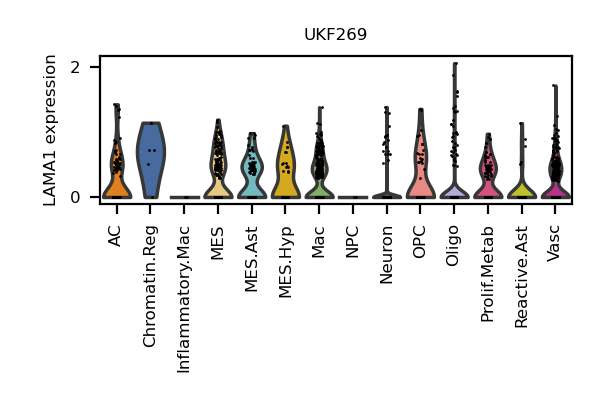 UKF269
LAMA1 expression
2
0
AC
Chromatin.Reg
Inflammatory.Mac
MES
MES.Ast
MES.Hyp
Mac
NPC
Neuron
OPC
Oligo
Prolif.Metab
Reactive.Ast
Vasc